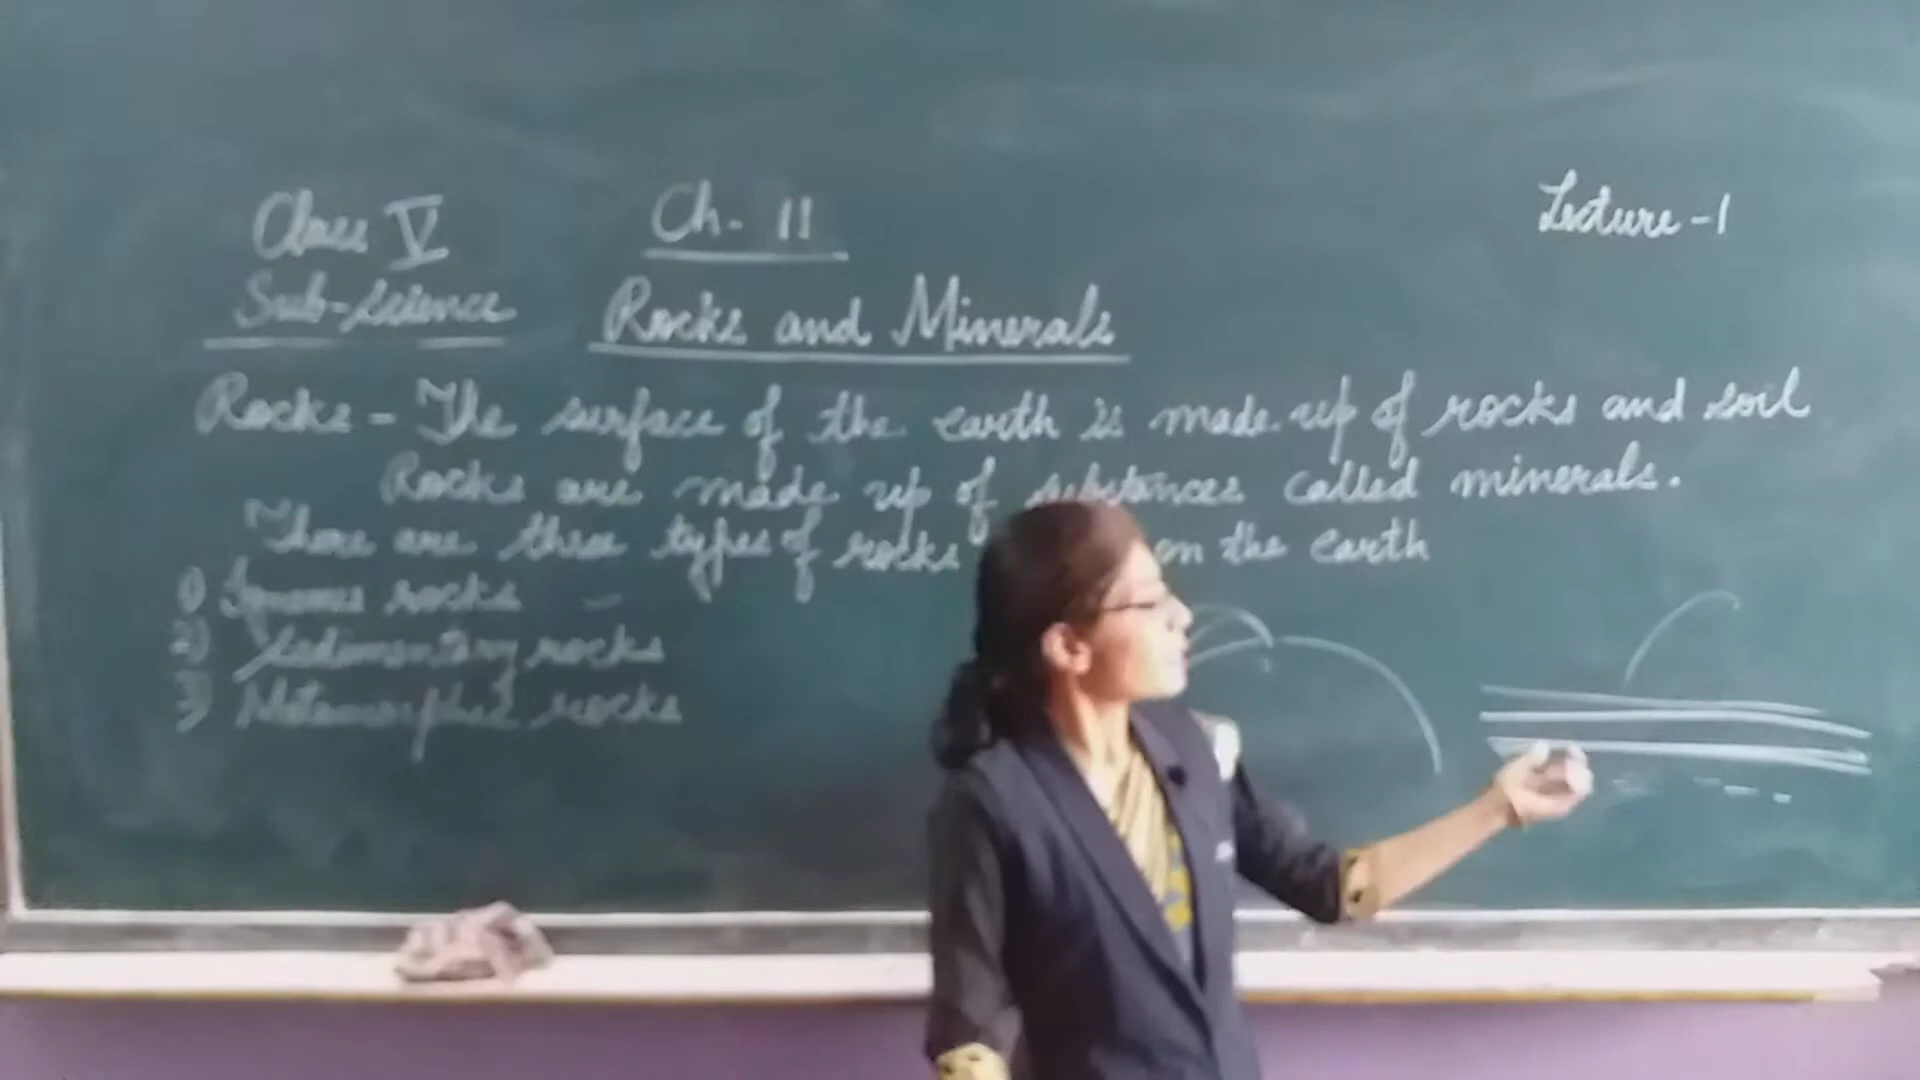 Class V
Sub-science
Ch- 11
Lecture-1
Rocks and Minerals
Rocks - The surface of the earth is made up of rocks and soil
Rocks are made up of substances called minerals.
There are three types of rocks on the earth
1) Igneous rocks -
2) Sedimentary rocks
3) Metamorphic rocks